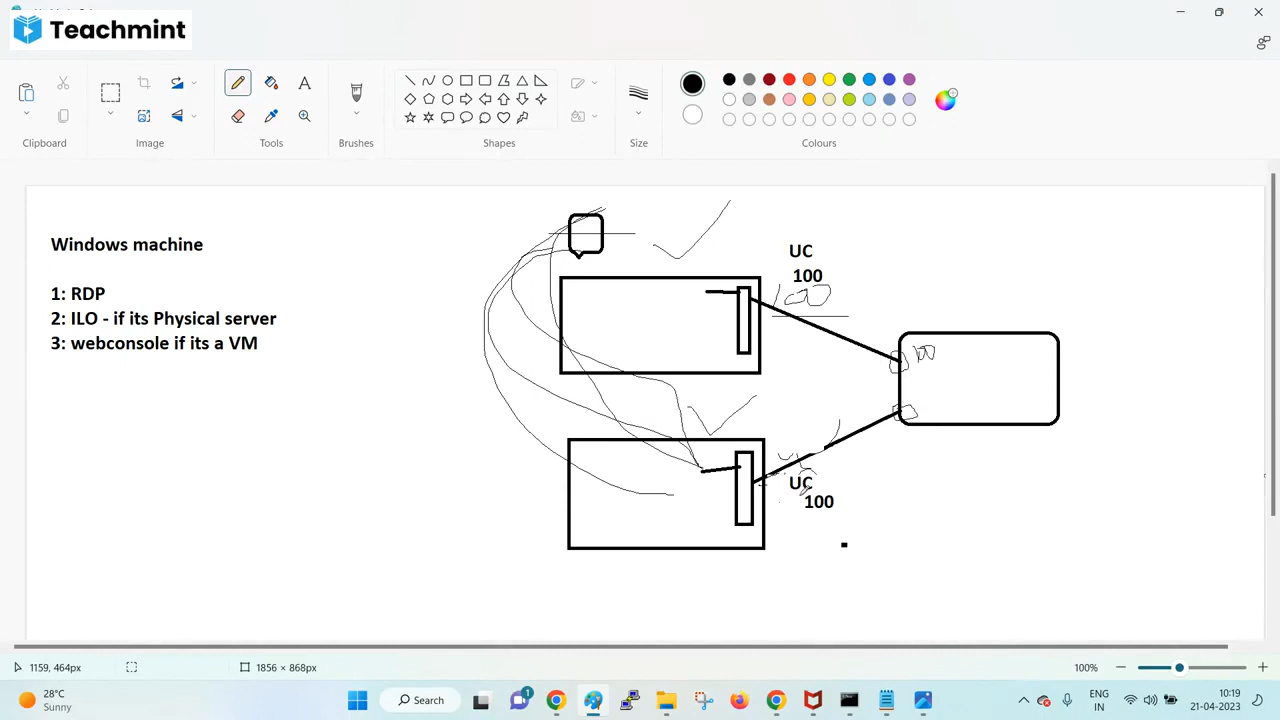 Teachmint
Clipboard
Image
Tools
Brushes
Shapes
Size
Colours
Windows machine
1: RDP
2: ILO - if its Physical server
3: webconsole if its a VM
UC
100
UC
100
1159, 464px
1856 × 868px
100%
28°C
Sunny
Search
1
ENG
IN
10:19
21-04-2023